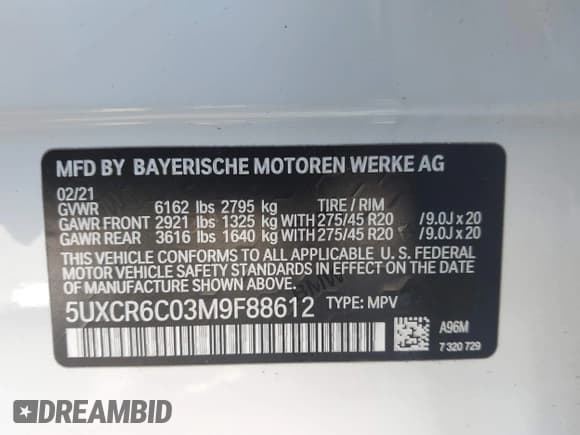 MFD BY BAYERISCHE MOTOREN WERKE AG
02/21
GVWR 6162 lbs 2795 kg TIRE / RIM
GAWR FRONT 2921 lbs 1325 kg WITH 275/45 R20 / 9.0J x 20
GAWR REAR 3616 lbs 1640 kg WITH 275/45 R20 / 9.0J x 20
THIS VEHICLE CONFORMS TO ALL APPLICABLE U. S. FEDERAL
MOTOR VEHICLE SAFETY STANDARDS IN EFFECT ON THE DATE
OF MANUFACTURE SHOWN ABOVE.
5UXCR6C03M9F88612 TYPE: MPV
A96M
7 320 729
DREAMBID